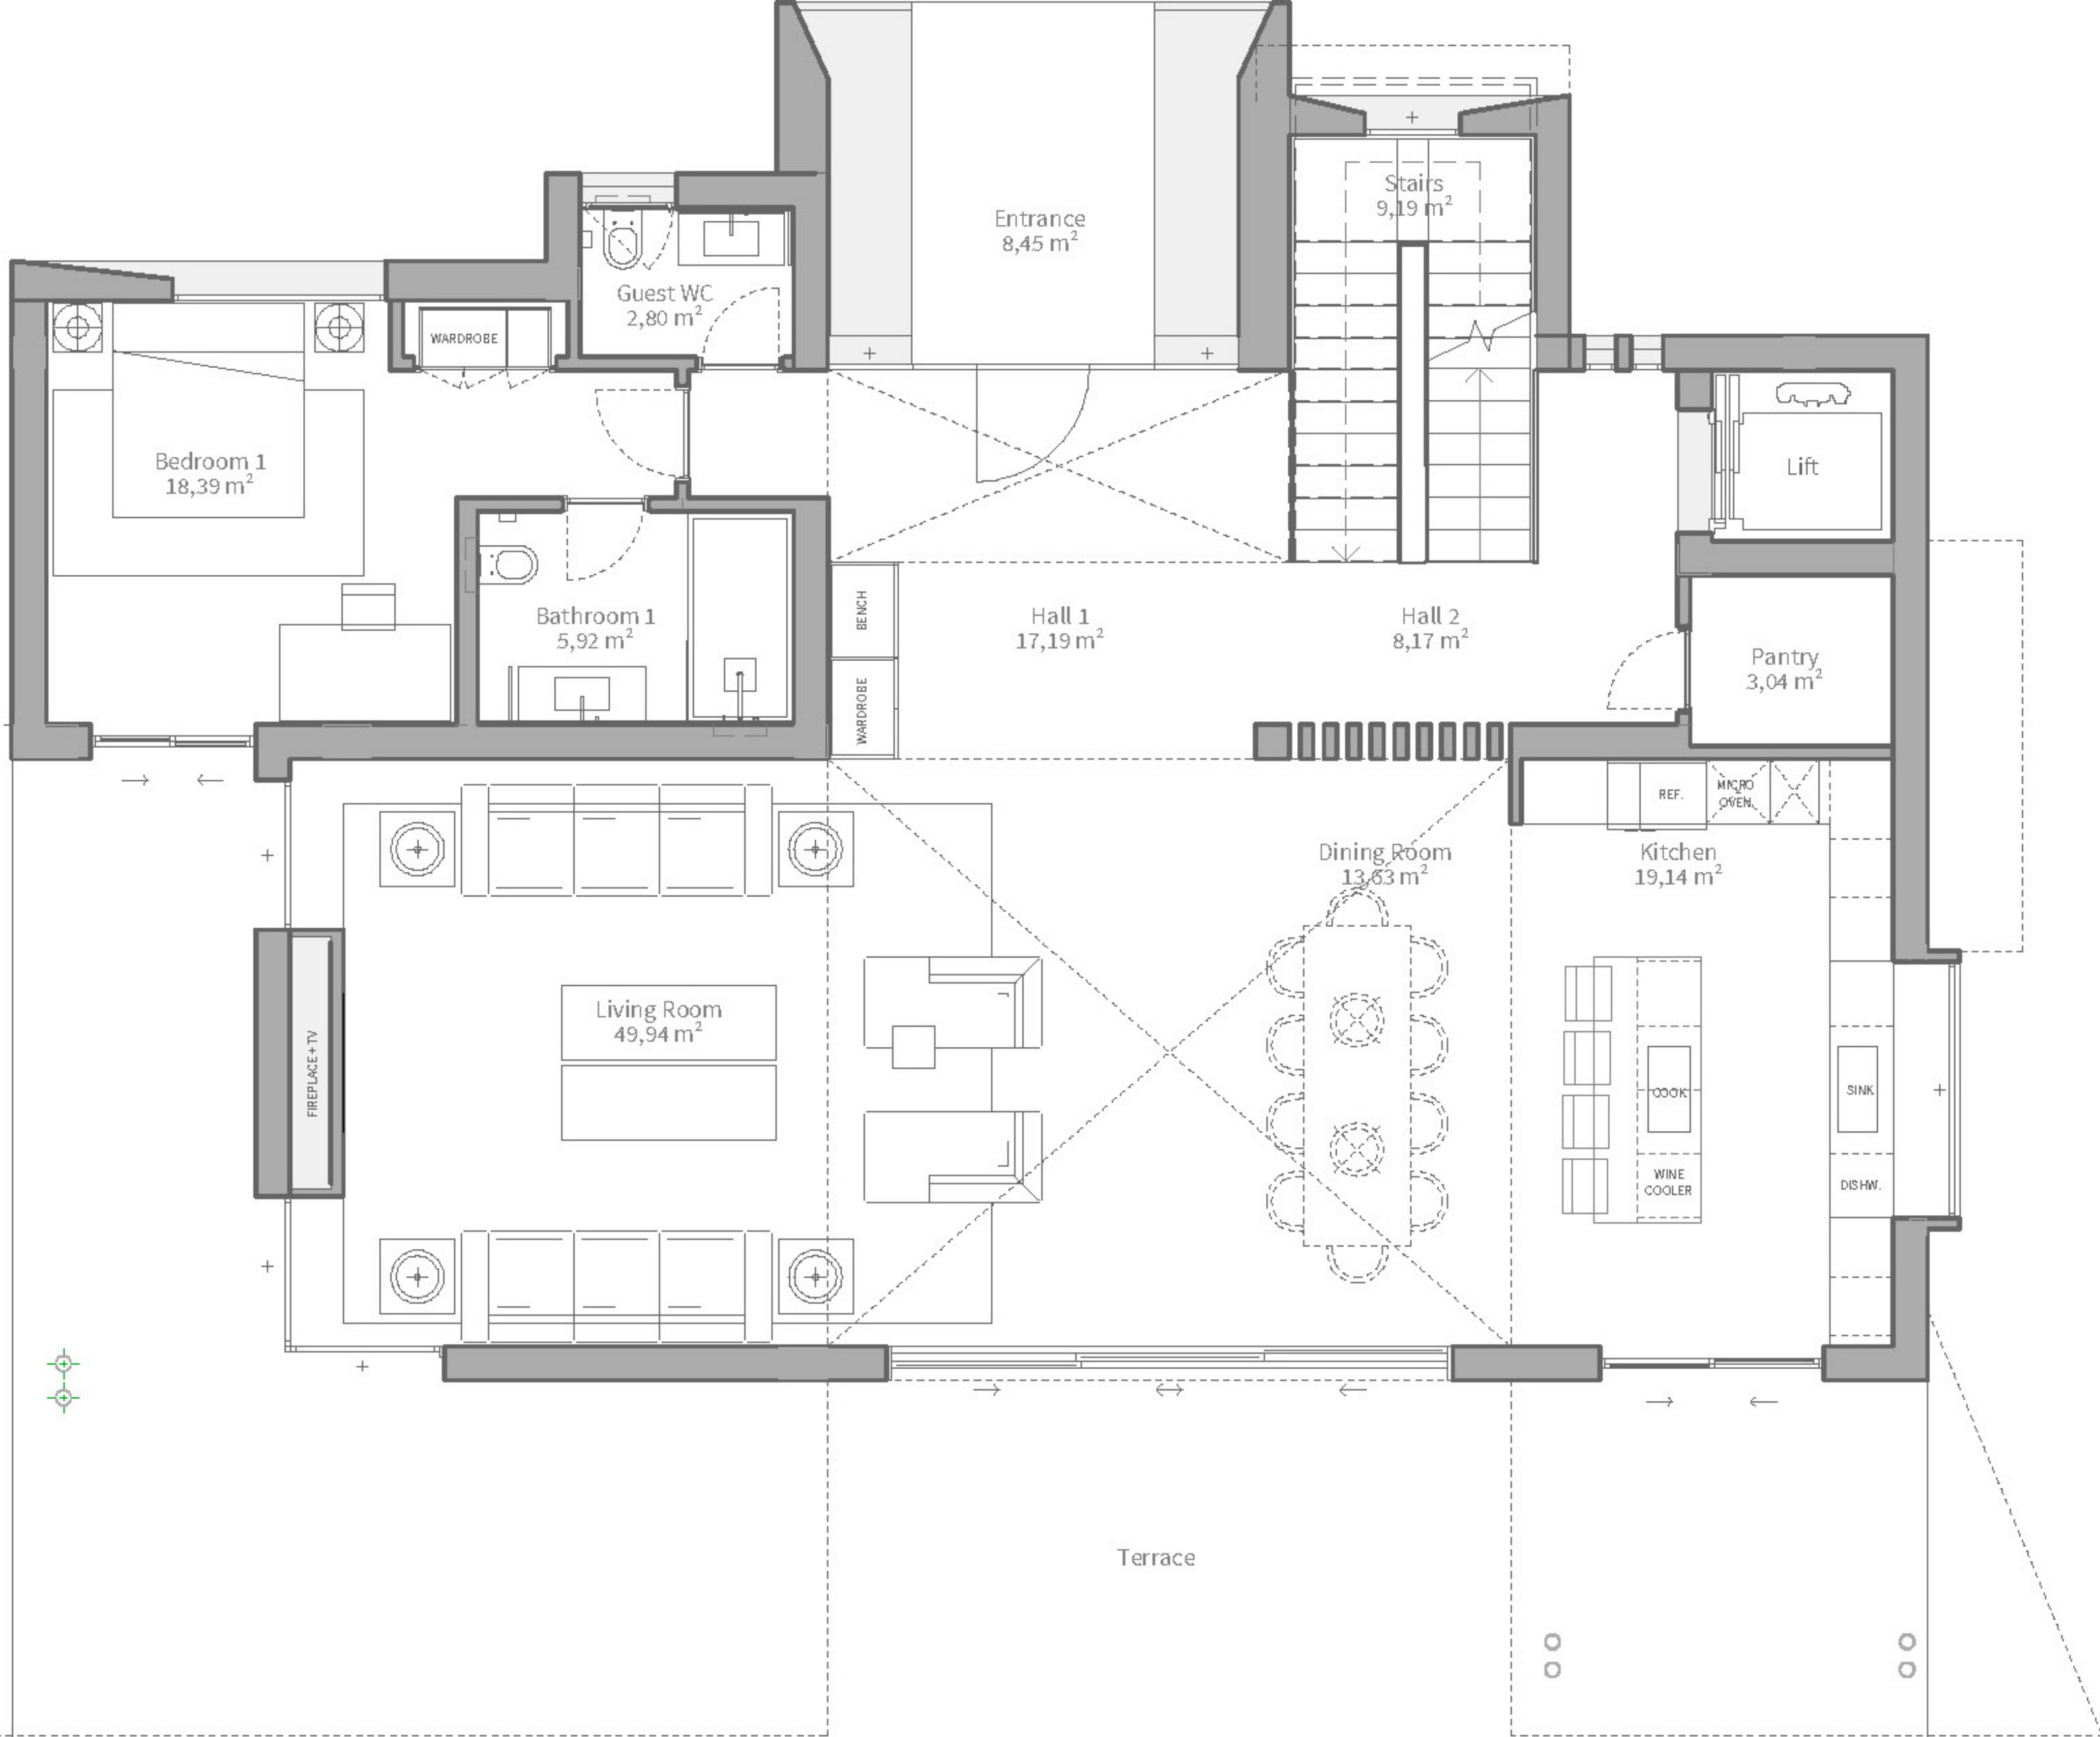 Stairs
9,19 m²
Entrance
8,45 m²
Guest WC
2,80 m²
WARDROBE
Bedroom 1
18,39 m²
Lift
Bathroom 1
5,92 m²
BENCH
WARDROBE
Hall 1
17,19 m²
Hall 2
8,17 m²
Pantry
3,04 m²
REF.
MICRO
OVEN
Dining Room
13,63 m²
Kitchen
19,14 m²
Living Room
49,94 m²
FIREPLACE+TV
COOK
SINK
WINE
COOLER
DISHW.
Terrace